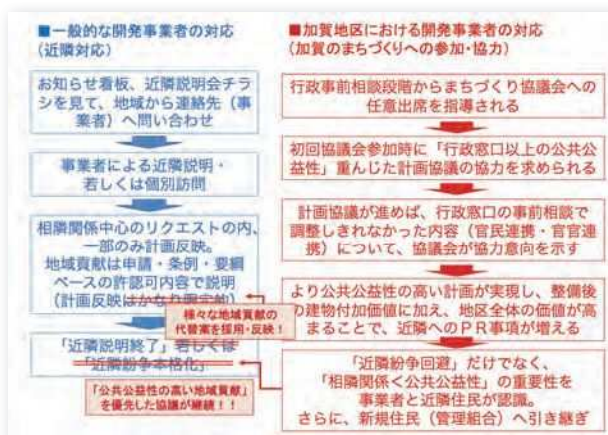 ■一般的な開発事業者の対応
(近隣対応)
お知らせ看板、近隣説明会チラ
シを見て、地域から連絡先（事
業者）へ問い合わせ
事業者による近隣説明・
若しくは個別訪問
相隣関係中心のリクエストの内、
一部のみ計画反映。
地域貢献は申請・条例・要綱
ベースの許認可内容で説明
(計画反映はかなり限定的)
様々な地域貢献の
代替案を採用・反映！
「近隣説明終了」若しくは
「近隣紛争本格化」
「公共公益性の高い地域貢献」
を優先した協議が継続！！
■加賀地区における開発事業者の対応
(加賀のまちづくりへの参加・協力)
行政事前相談段階からまちづくり協議会への
任意出席を指導される
初回協議会参加時に「行政窓口以上の公共公
益性」重んじた計画協議の協力を求められる
計画協議が進めば、行政窓口の事前相談で
調整しきれなかった内容（官民連携・官官連
携）について、協議会が協力意向を示す
より公共公益性の高い計画が実現し、整備後
の建物付加価値に加え、地区全体の価値が高
まることで、近隣へのＰＲ事項が増える
「近隣紛争回避」だけでなく、
「相隣関係＜公共公益性」の重要性を
事業者と近隣住民が認識。
さらに、新規住民（管理組合）へ引き継ぎ